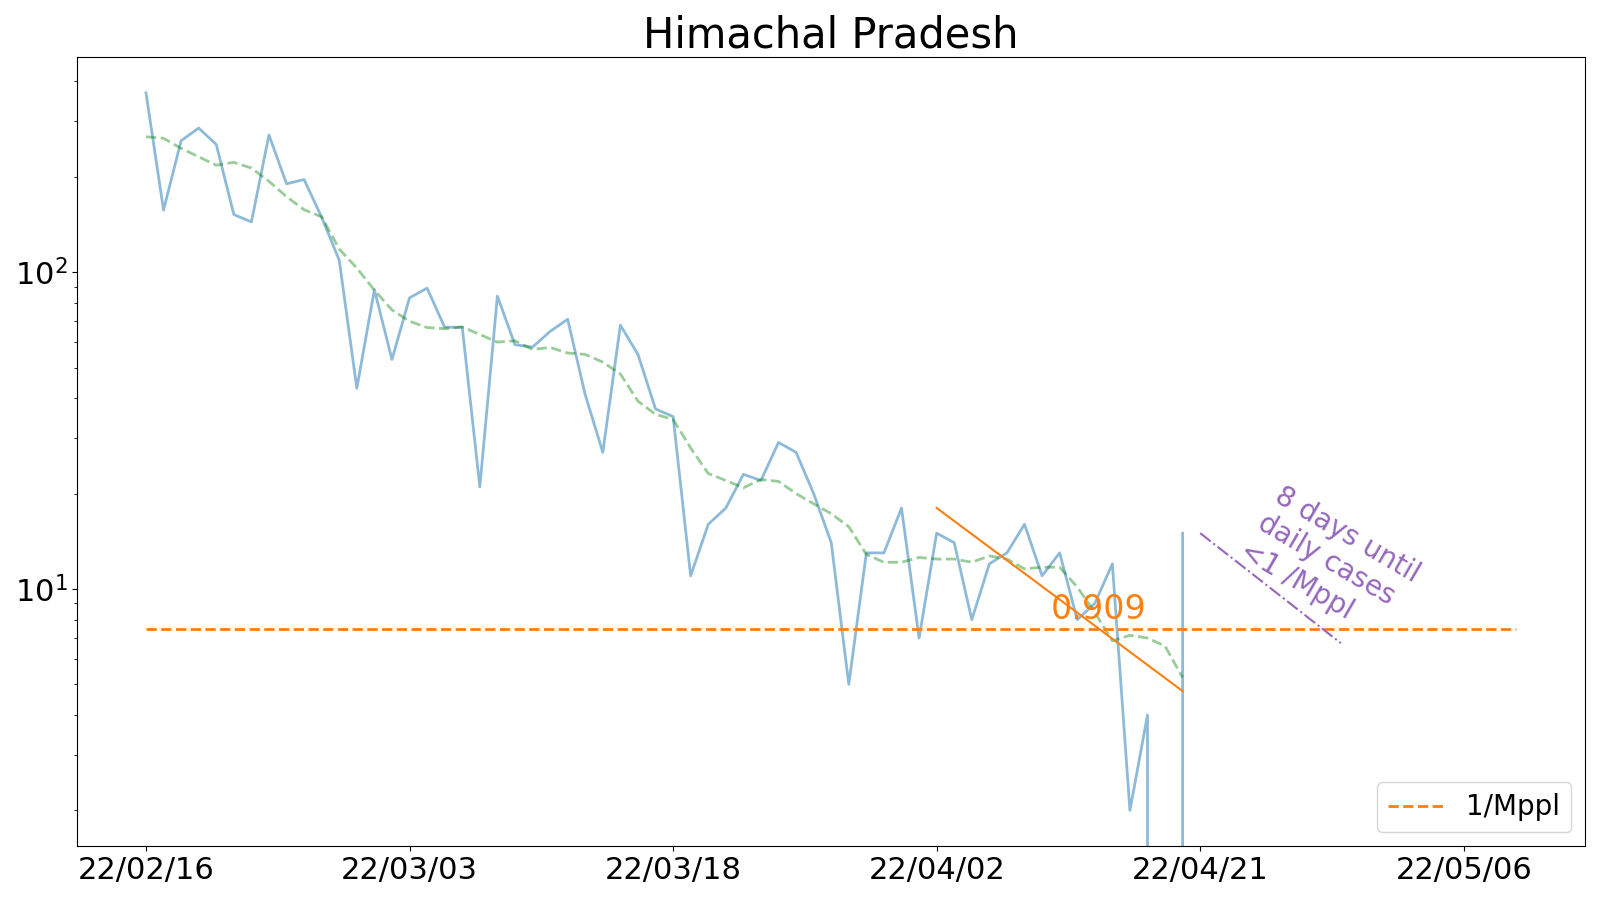 Himachal Pradesh
10²
10¹
8 days until
daily cases
<1 /Mppl
0.909
1/Mppl
22/02/16 22/03/03 22/03/18 22/04/02 22/04/21 22/05/06